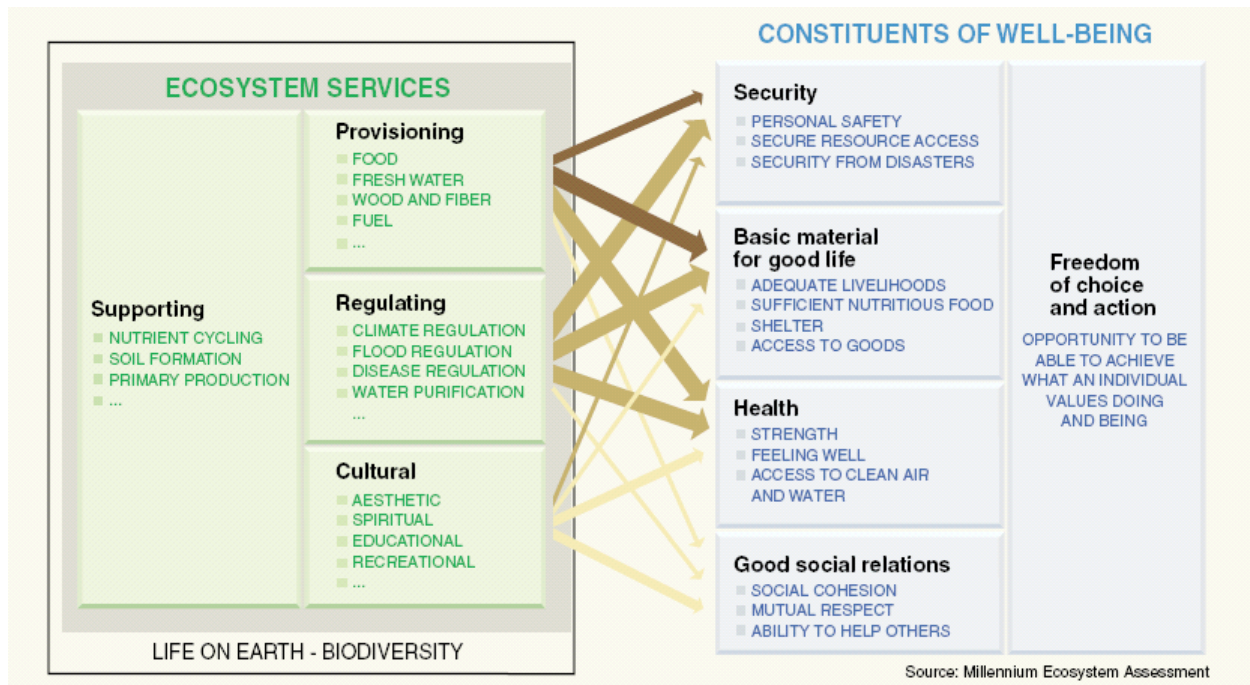 ECOSYSTEM SERVICES
Supporting
NUTRIENT CYCLING
SOIL FORMATION
PRIMARY PRODUCTION
...
Provisioning
FOOD
FRESH WATER
WOOD AND FIBER
FUEL
...
Regulating
CLIMATE REGULATION
FLOOD REGULATION
DISEASE REGULATION
WATER PURIFICATION
...
Cultural
AESTHETIC
SPIRITUAL
EDUCATIONAL
RECREATIONAL
...
LIFE ON EARTH - BIODIVERSITY
CONSTITUENTS OF WELL-BEING
Security
PERSONAL SAFETY
SECURE RESOURCE ACCESS
SECURITY FROM DISASTERS
Basic material
for good life
ADEQUATE LIVELIHOODS
SUFFICIENT NUTRITIOUS FOOD
SHELTER
ACCESS TO GOODS
Health
STRENGTH
FEELING WELL
ACCESS TO CLEAN AIR
AND WATER
Good social relations
SOCIAL COHESION
MUTUAL RESPECT
ABILITY TO HELP OTHERS
Freedom
of choice
and action
OPPORTUNITY TO BE
ABLE TO ACHIEVE
WHAT AN INDIVIDUAL
VALUES DOING
AND BEING
Source: Millennium Ecosystem Assessment